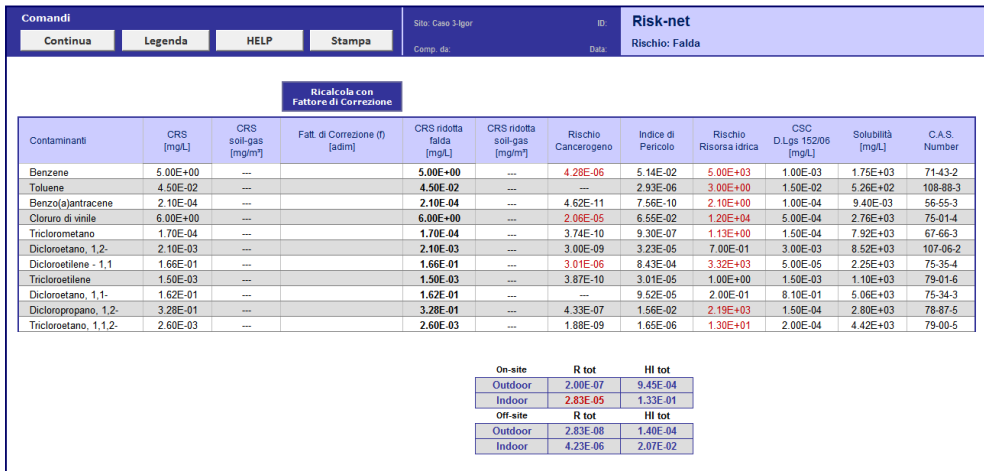 Comandi
Continua Legenda HELP Stampa
Sito: Caso 3-Igor ID:
Comp. da: Data:
Risk-net
Rischio: Falda
Ricalcola con
Fattore di Correzione
Contaminanti CRS [mg/L] CRS soil-gas [mg/m³] Fatt. di Correzione (f) [adim] CRS ridotta falda [mg/L] CRS ridotta soil-gas [mg/m³] Rischio Cancerogeno Indice di Pericolo Rischio Risorsa idrica CSC D.Lgs 152/06 [mg/L] Solubilità [mg/L] C.A.S. Number
Benzene 5.00E+00 --- 5.00E+00 --- 4.28E-06 5.14E-02 5.00E+03 1.00E-03 1.75E+03 71-43-2
Toluene 4.50E-02 --- 4.50E-02 --- --- 2.93E-06 3.00E+00 1.50E-02 5.26E+02 108-88-3
Benzo(a)antracene 2.10E-04 --- 2.10E-04 --- 4.62E-11 7.56E-10 2.10E+00 1.00E-04 9.40E-03 56-55-3
Cloruro di vinile 6.00E+00 --- 6.00E+00 --- 2.06E-05 6.55E-02 1.20E+04 5.00E-04 2.76E+03 75-01-4
Triclorometano 1.70E-04 --- 1.70E-04 --- 3.74E-10 9.30E-07 1.13E+00 1.50E-04 7.92E+03 67-66-3
Dicloroetano, 1,2- 2.10E-03 --- 2.10E-03 --- 3.00E-09 3.23E-05 7.00E-01 3.00E-03 8.52E+03 107-06-2
Dicloroetilene - 1,1 1.66E-01 --- 1.66E-01 --- 3.01E-06 8.43E-04 3.32E+03 5.00E-05 2.25E+03 75-35-4
Tricloroetilene 1.50E-03 --- 1.50E-03 --- 3.87E-10 3.01E-05 1.00E+00 1.50E-03 1.10E+03 79-01-6
Dicloroetano, 1,1- 1.62E-01 --- 1.62E-01 --- --- 9.52E-05 2.00E-01 8.10E-01 5.06E+03 75-34-3
Dicloropropano, 1,2- 3.28E-01 --- 3.28E-01 --- 4.33E-07 1.56E-02 2.19E+03 1.50E-04 2.80E+03 78-87-5
Tricloroetano, 1,1,2- 2.60E-03 --- 2.60E-03 --- 1.88E-09 1.65E-06 1.30E+01 2.00E-04 4.42E+03 79-00-5
On-site R tot HI tot
Outdoor 2.00E-07 9.45E-04
Indoor 2.83E-05 1.33E-01
Off-site R tot HI tot
Outdoor 2.83E-08 1.40E-04
Indoor 4.23E-06 2.07E-02